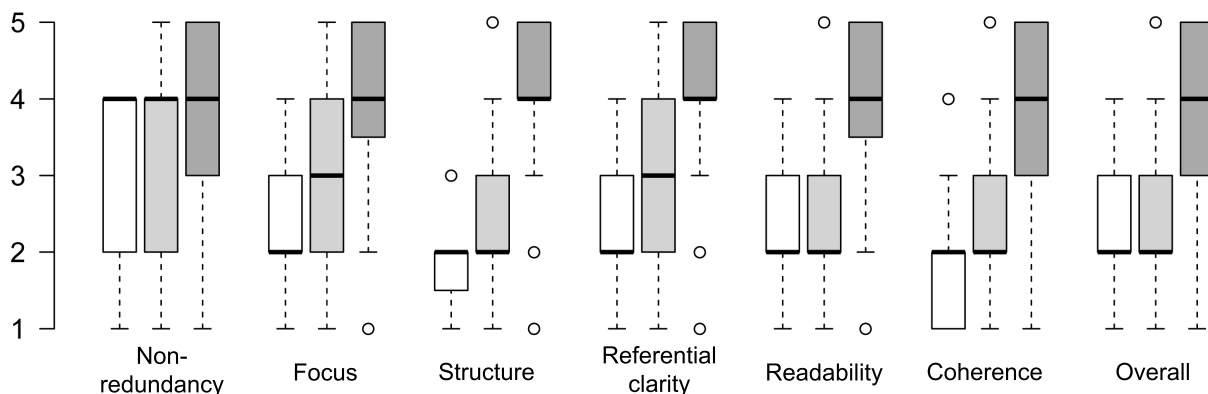 5
4
3
2
1
Non-
redundancy
Focus
Structure
Referential
clarity
Readability
Coherence
Overall